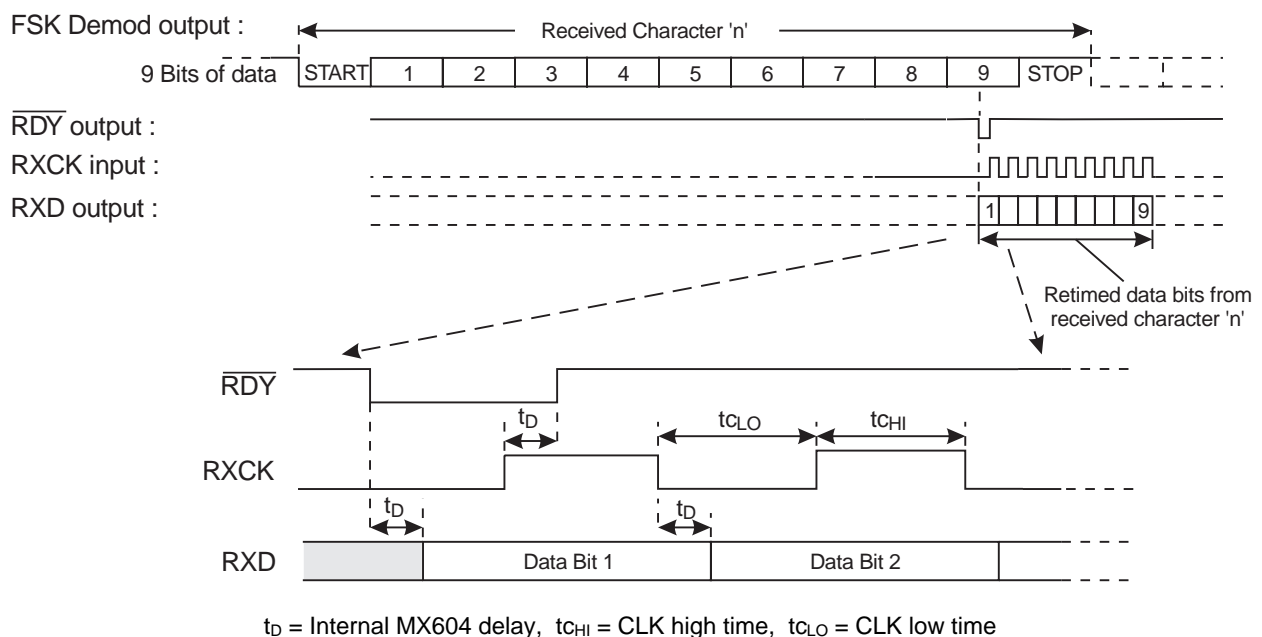 FSK Demod output :
Received Character 'n'
9 Bits of data
START 1 2 3 4 5 6 7 8 9 STOP
RDY output :
RXCK input :
RXD output :
1 9
Retimed data bits from
received character 'n'
RDY
tD tcLO tcHI
RXCK
tD tD
RXD
Data Bit 1 Data Bit 2
tD = Internal MX604 delay, tcHI = CLK high time, tcLO = CLK low time